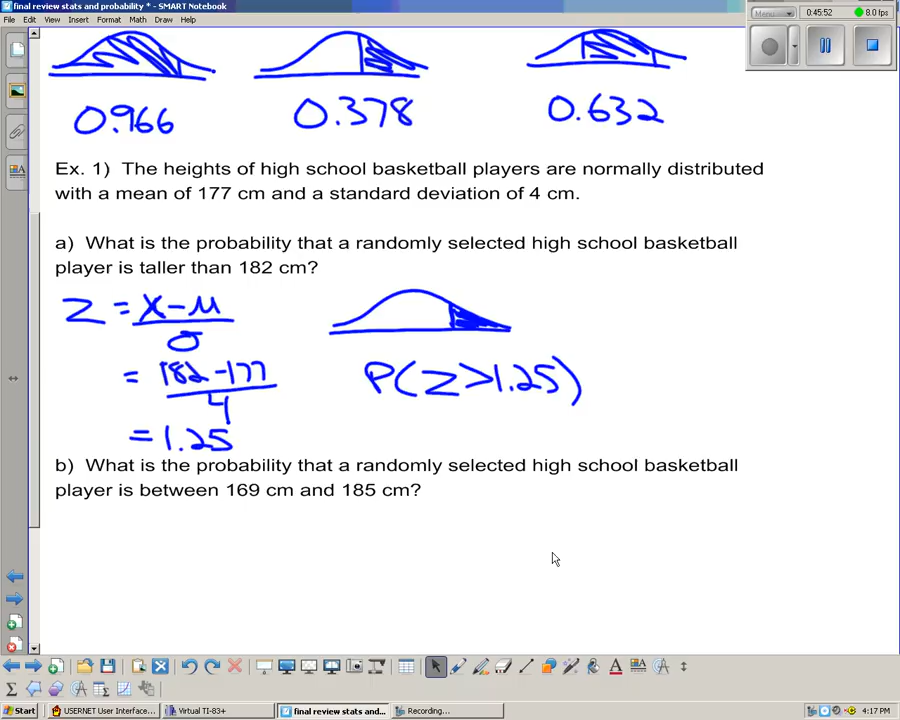 final review stats and probability * - SMART Notebook
File Edit View Insert Format Math Draw Help
Menu
0:45:52
8.0 fps
0.966 0.378 0.632
Ex. 1) The heights of high school basketball players are normally distributed
with a mean of 177 cm and a standard deviation of 4 cm.
a) What is the probability that a randomly selected high school basketball
player is taller than 182 cm?
Z = X - μ
σ
= 182 - 177
4
= 1.25
P(Z > 1.25)
b) What is the probability that a randomly selected high school basketball
player is between 169 cm and 185 cm?
Start USERNET User Interface... Virtual TI-83+ final review stats and... Recording... 4:17 PM